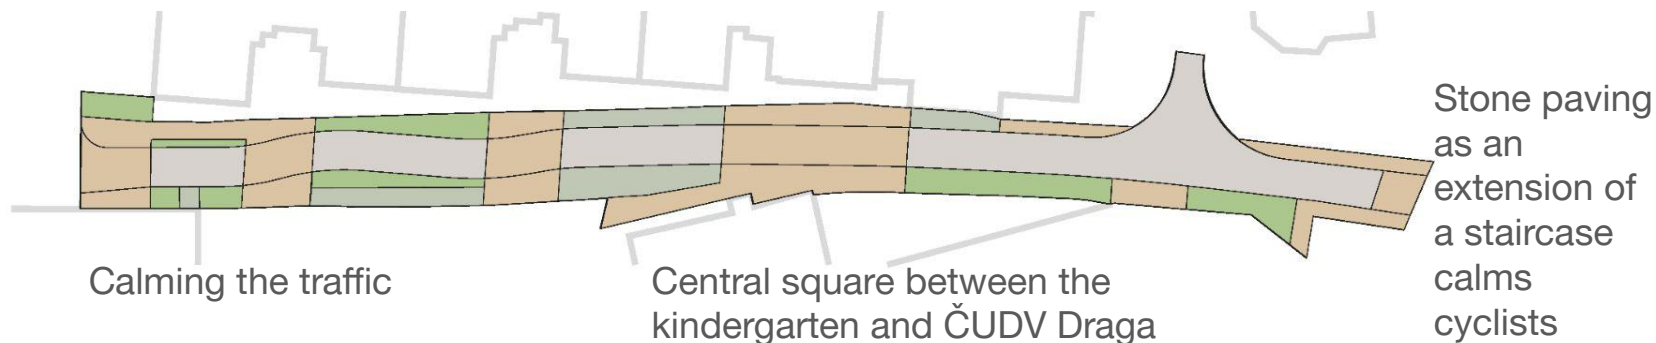 Calming the traffic
Central square between the
kindergarten and ČUDV Draga
Stone paving
as an
extension of
a staircase
calms
cyclists